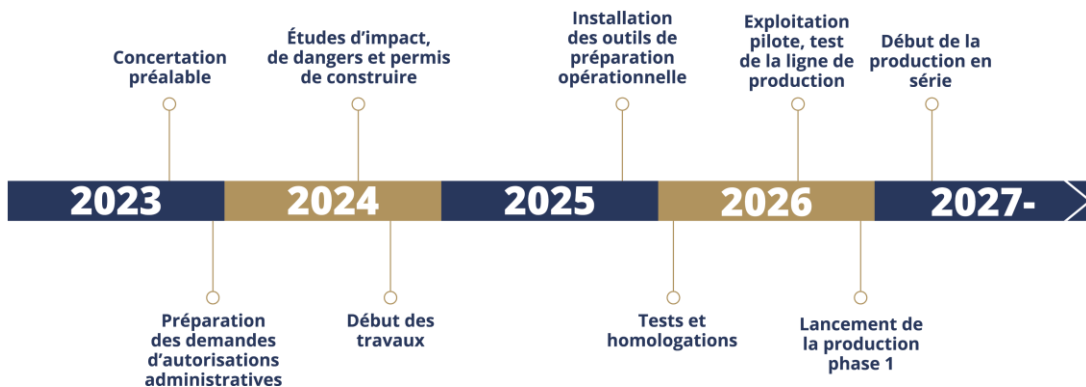 Concertation
préalable
Études d’impact,
de dangers et permis
de construire
Installation
des outils de
préparation
opérationnelle
Exploitation
pilote, test
de la ligne de
production
Début de la
production en
série
2023
2024
2025
2026
2027-
Préparation
des demandes
d’autorisations
administratives
Début des
travaux
Tests et
homologations
Lancement de
la production
phase 1